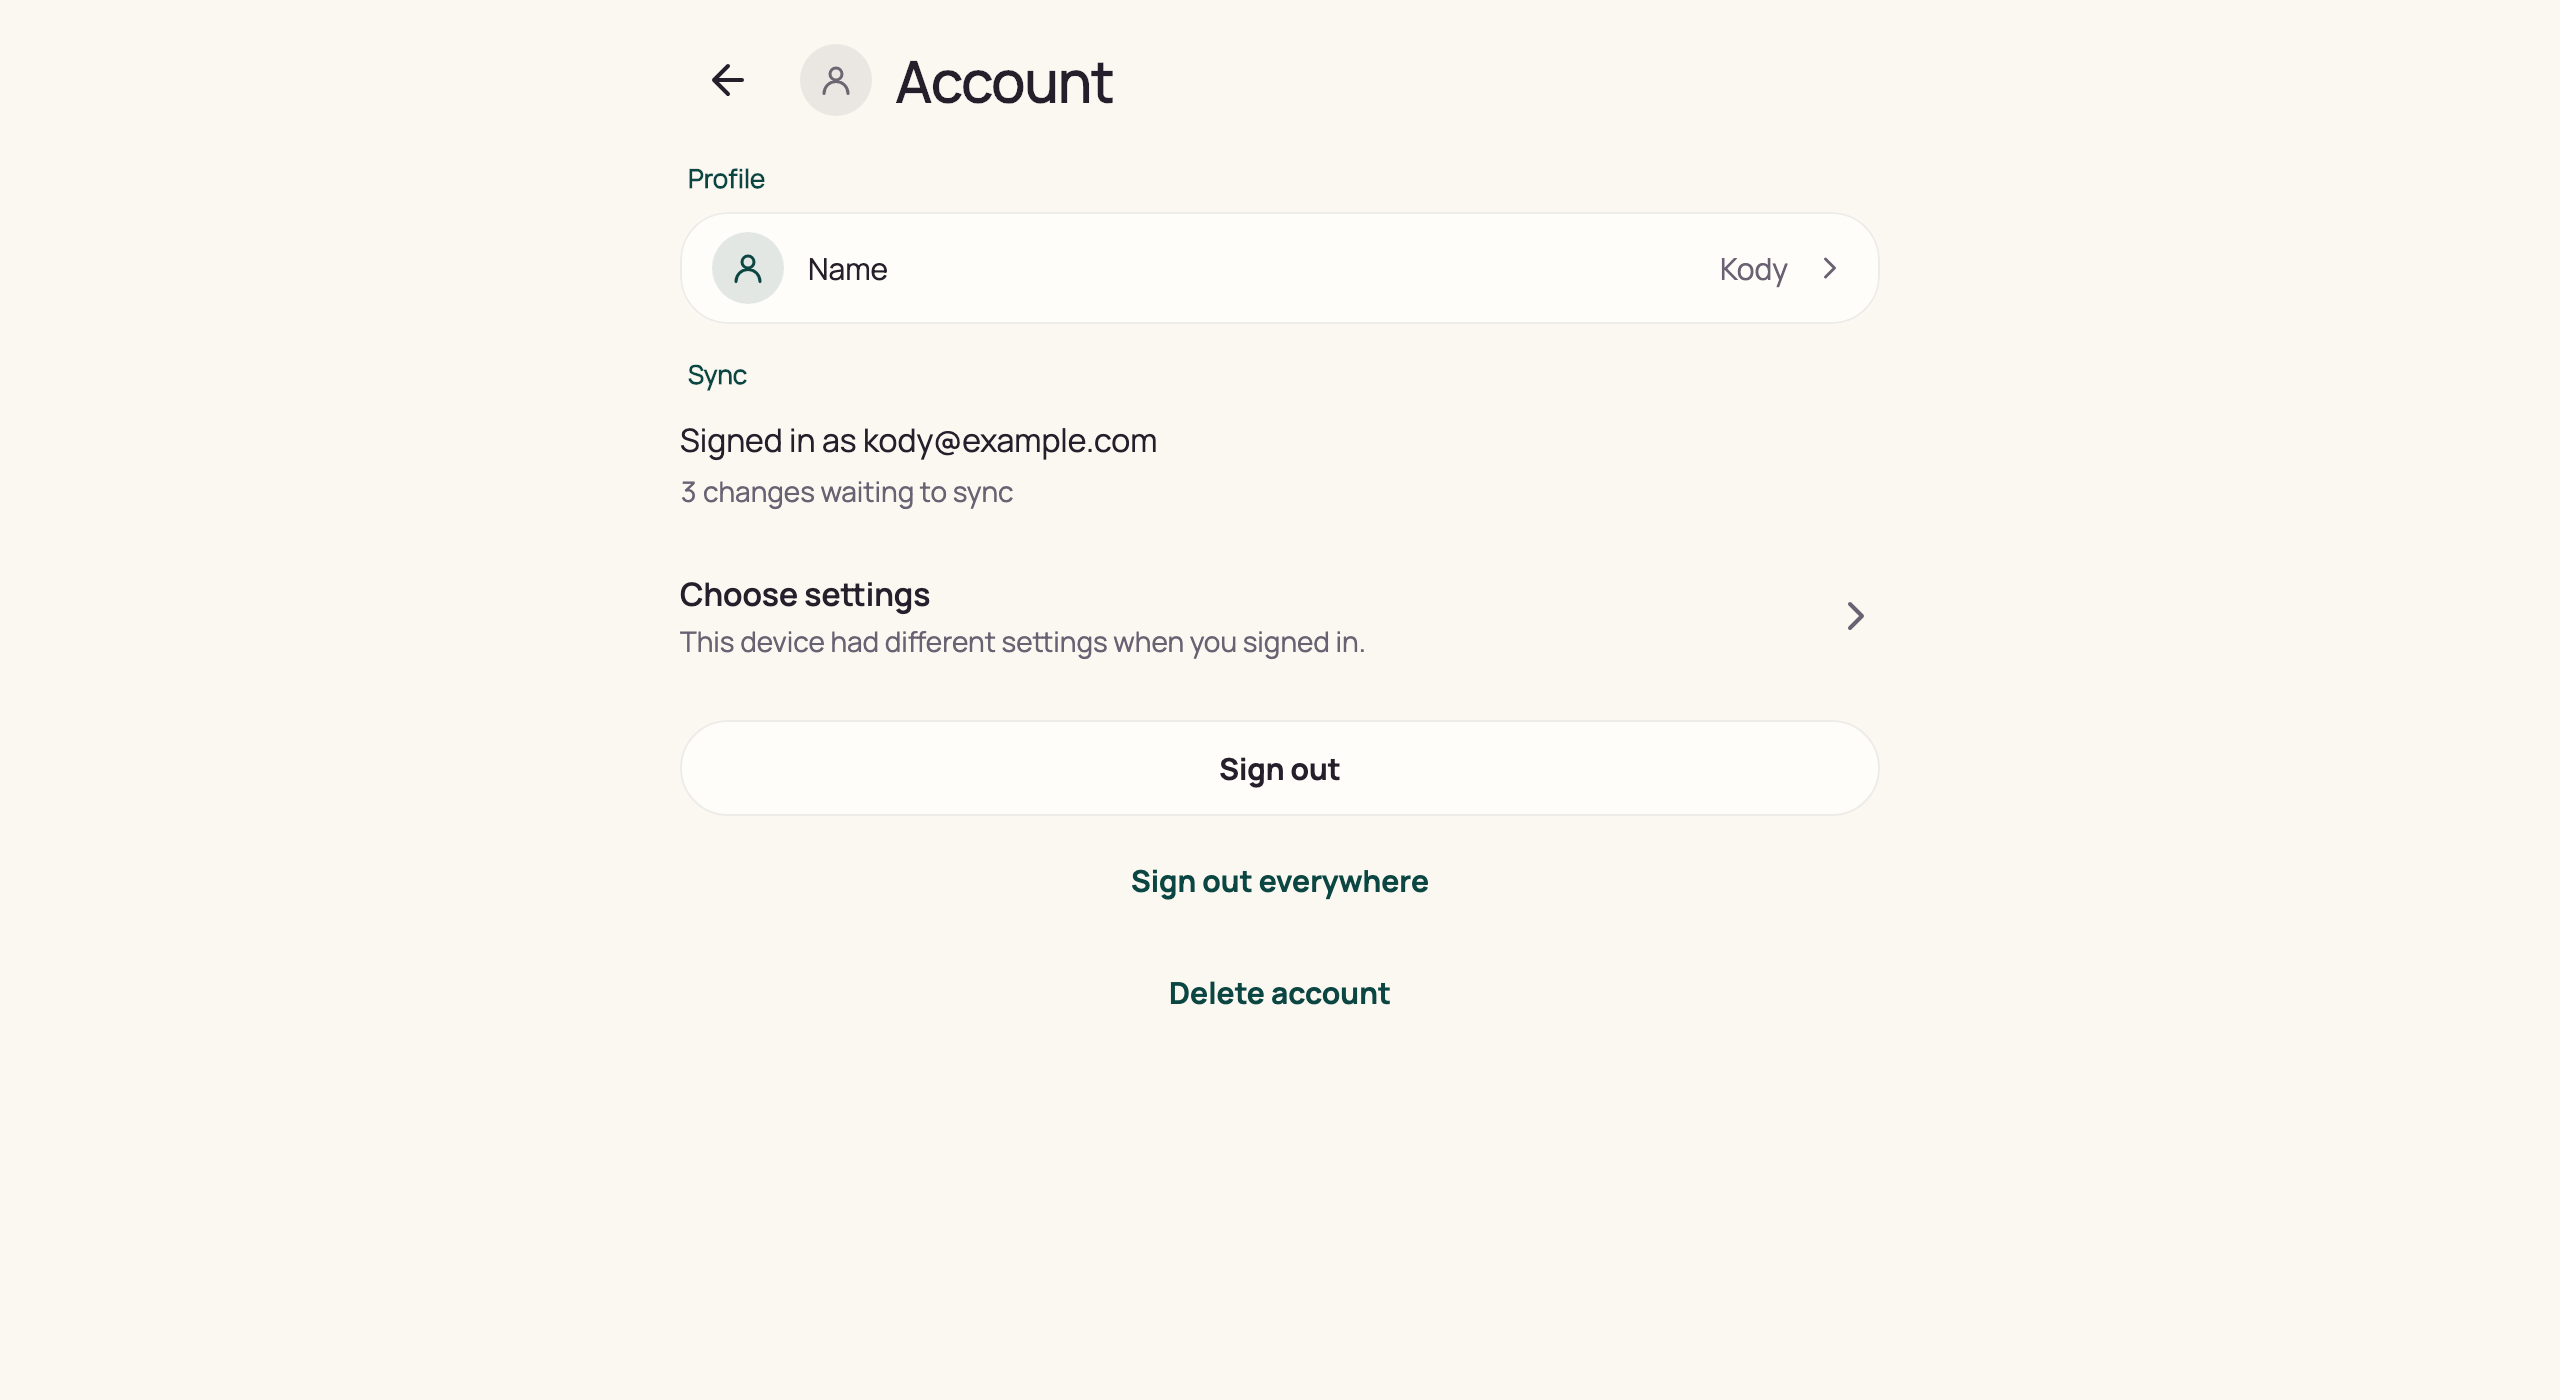 Account
Profile
Name
Kody
Sync
Signed in as kody@example.com
3 changes waiting to sync
Choose settings
This device had different settings when you signed in.
Sign out
Sign out everywhere
Delete account